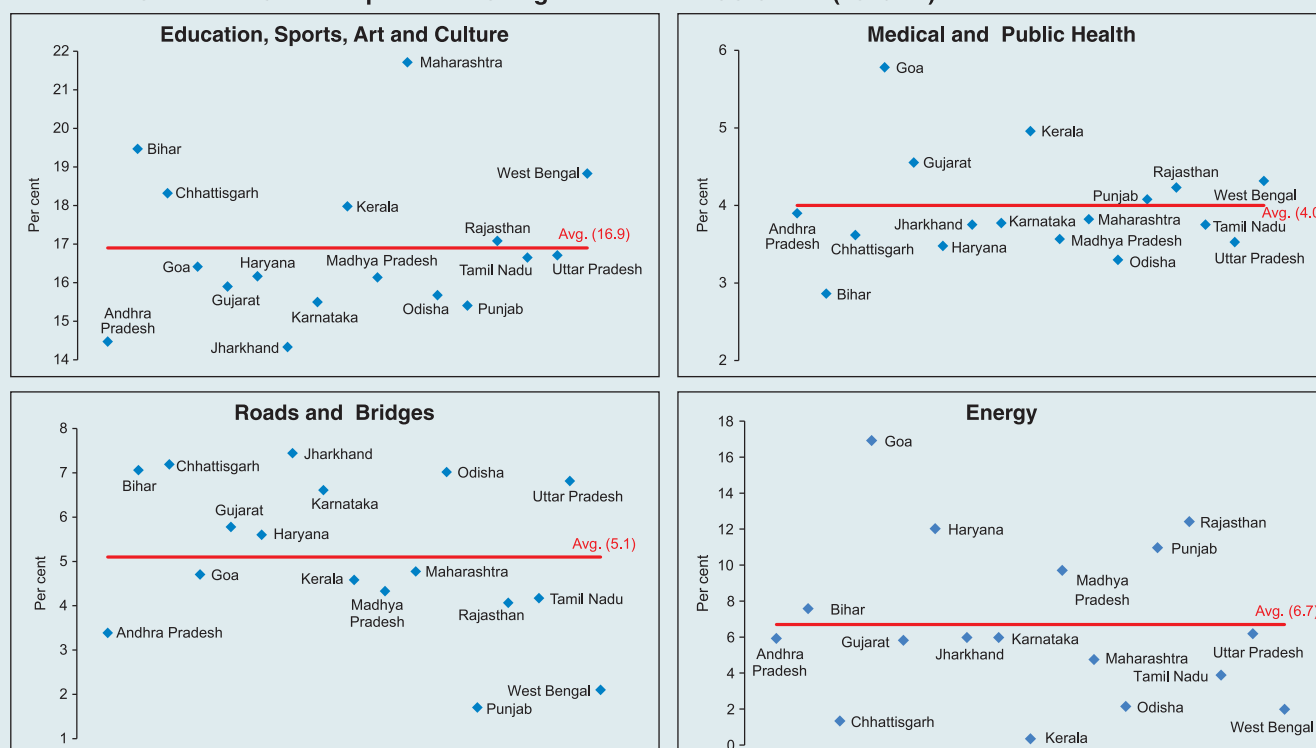 Education, Sports, Art and Culture
22
21
20
19
18
17
16
15
14
Per cent
Maharashtra
Bihar
West Bengal
Chhattisgarh
Kerala
Rajasthan
Avg. (16.9)
Goa
Haryana
Madhya Pradesh
Tamil Nadu
Uttar Pradesh
Gujarat
Karnataka
Odisha
Punjab
Andhra
Pradesh
Jharkhand
Medical and Public Health
6
5
4
3
2
Per cent
Goa
Kerala
Gujarat
Rajasthan
Punjab
West Bengal
Avg. (4.0
Andhra
Pradesh
Jharkhand
Karnataka
Maharashtra
Tamil Nadu
Chhattisgarh
Haryana
Madhya Pradesh
Uttar Pradesh
Odisha
Bihar
Roads and Bridges
8
7
6
5
4
3
2
1
Per cent
Jharkhand
Chhattisgarh
Bihar
Odisha
Uttar Pradesh
Karnataka
Gujarat
Haryana
Avg. (5.1)
Goa
Kerala
Maharashtra
Madhya
Pradesh
Rajasthan
Tamil Nadu
Andhra Pradesh
West Bengal
Punjab
Energy
18
16
14
12
10
8
6
4
2
0
Per cent
Goa
Rajasthan
Haryana
Punjab
Madhya
Pradesh
Bihar
Avg. (6.7)
Andhra
Pradesh
Gujarat
Jharkhand
Karnataka
Uttar Pradesh
Maharashtra
Tamil Nadu
Chhattisgarh
Odisha
West Bengal
Kerala